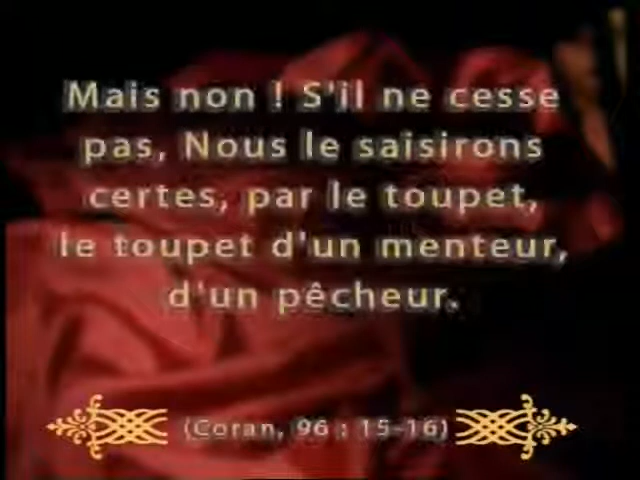 Mais non ! S'il ne cesse
pas, Nous le saisirons
certes, par le toupet,
le toupet d'un menteur,
d'un pêcheur.
(Coran, 96 : 15-16)